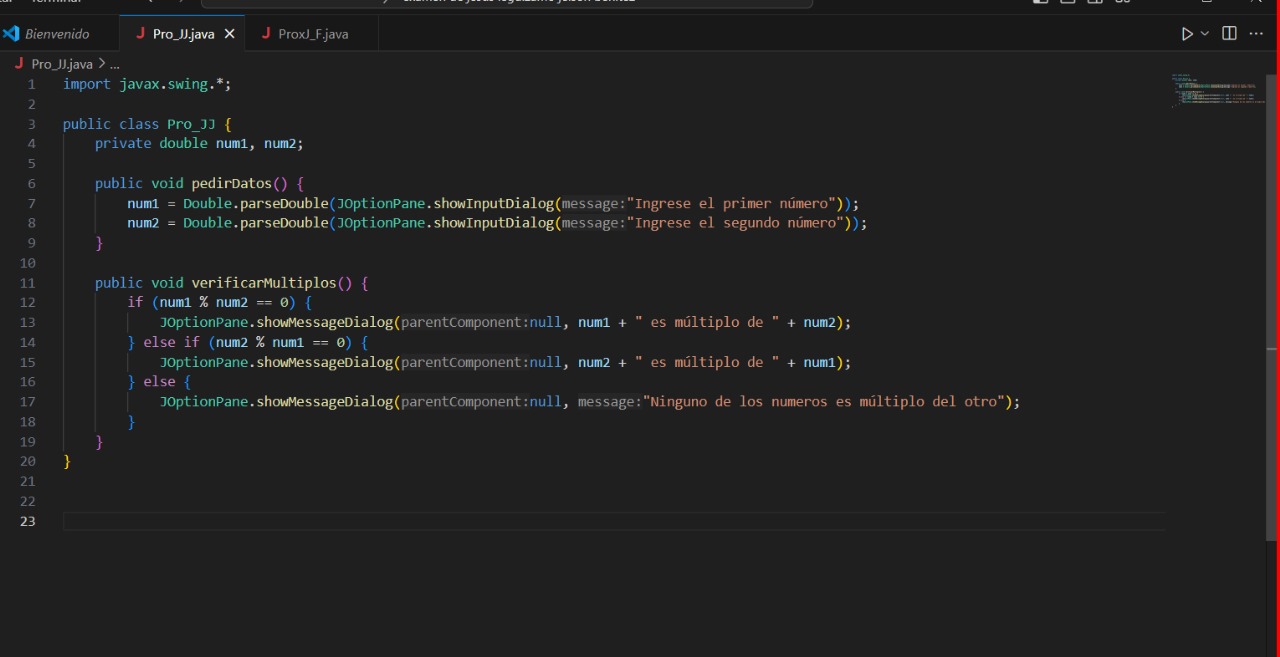 Bienvenido
Pro_JJ.java
ProxJ_F.java
Pro_JJ.java > ...
1 import javax.swing.*;
2
3 public class Pro_JJ {
4 private double num1, num2;
5
6 public void pedirDatos() {
7 num1 = Double.parseDouble(JOptionPane.showInputDialog(message:"Ingrese el primer número"));
8 num2 = Double.parseDouble(JOptionPane.showInputDialog(message:"Ingrese el segundo número"));
9 }
10
11 public void verificarMultiplos() {
12 if (num1 % num2 == 0) {
13 JOptionPane.showMessageDialog(parentComponent:null, num1 + " es múltiplo de " + num2);
14 } else if (num2 % num1 == 0) {
15 JOptionPane.showMessageDialog(parentComponent:null, num2 + " es múltiplo de " + num1);
16 } else {
17 JOptionPane.showMessageDialog(parentComponent:null, message:"Ninguno de los numeros es múltiplo del otro");
18 }
19 }
20 }
21
22
23